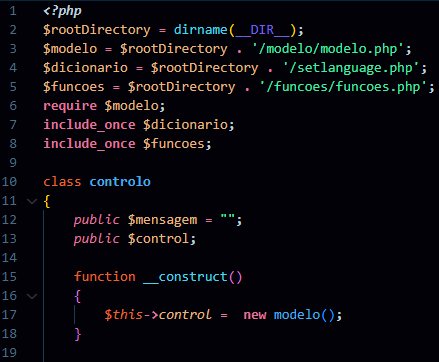 1 <?php
2 $rootDirectory = dirname(__DIR__);
3 $modelo = $rootDirectory . '/modelo/modelo.php';
4 $dicionario = $rootDirectory . '/setlanguage.php';
5 $funcoes = $rootDirectory . '/funcoes/funcoes.php';
6 require $modelo;
7 include_once $dicionario;
8 include_once $funcoes;
9
10 class controlo
11 {
12     public $mensagem = "";
13     public $control;
14
15     function __construct()
16     {
17         $this->control =  new modelo();
18     }
19